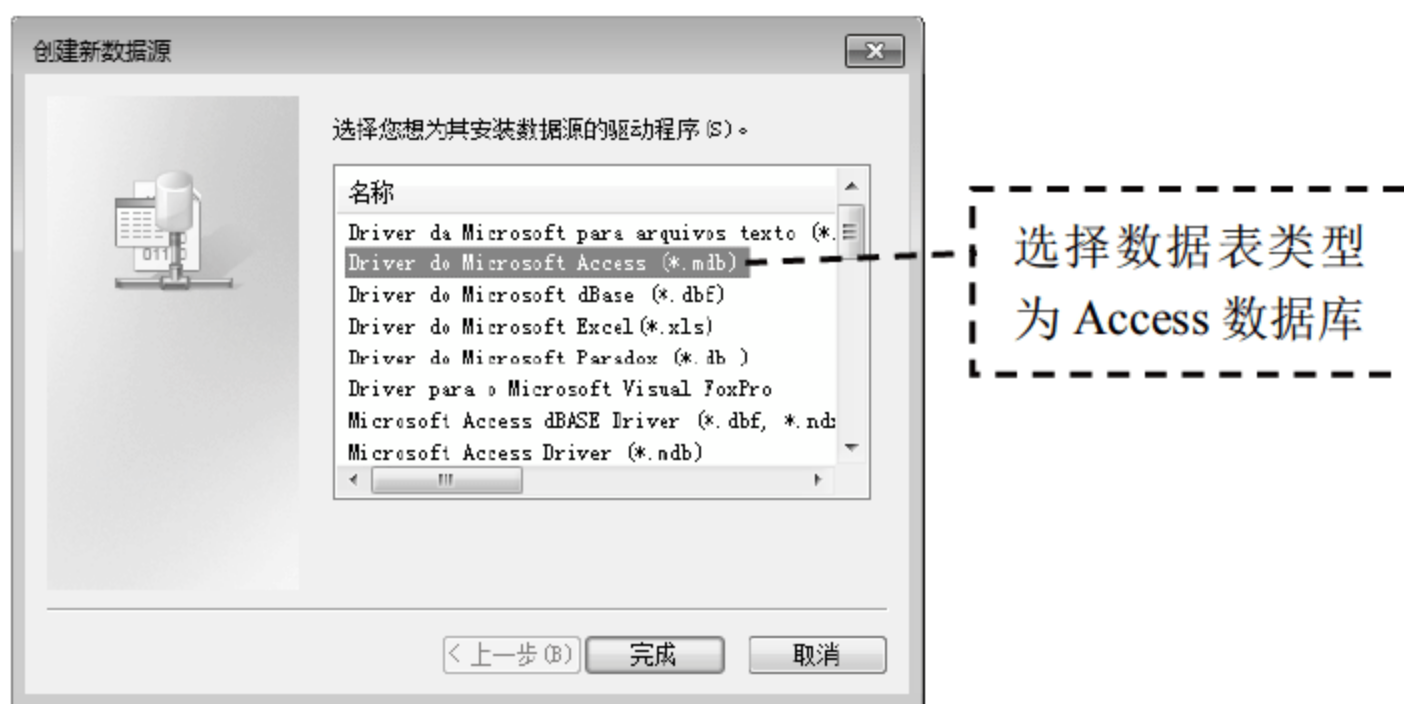 创建新数据源
选择您想为其安装数据源的驱动程序(S)。
名称
Driver da Microsoft para arquivos texto (*.
Driver do Microsoft Access (*.mdb)
Driver do Microsoft dBase (*.dbf)
Driver do Microsoft Excel(*.xls)
Driver do Microsoft Paradox (*.db )
Driver para o Microsoft Visual FoxPro
Microsoft Access dBASE Driver (*.dbf, *.ndx
Microsoft Access Driver (*.mdb)
< 上一步(B)
完成
取消
选择数据表类型
为 Access 数据库